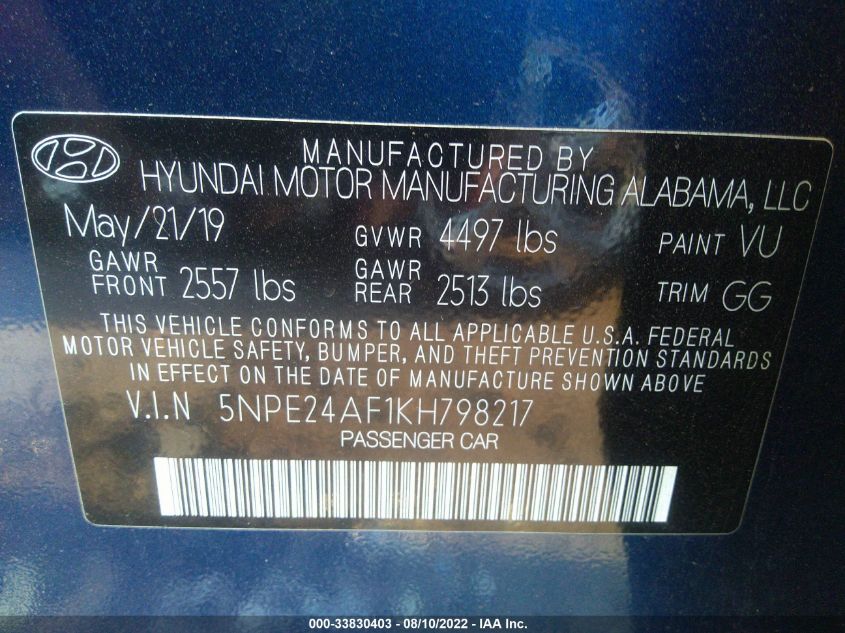 MANUFACTURED BY
HYUNDAI MOTOR MANUFACTURING ALABAMA, LLC
May/21/19 GVWR 4497 lbs PAINT VU
GAWR FRONT 2557 lbs GAWR REAR 2513 lbs TRIM GG
THIS VEHICLE CONFORMS TO ALL APPLICABLE U.S.A. FEDERAL
MOTOR VEHICLE SAFETY, BUMPER, AND THEFT PREVENTION STANDARDS
IN EFFECT ON THE DATE OF MANUFACTURE SHOWN ABOVE
V.I.N 5NPE24AF1KH798217
PASSENGER CAR
000-33830403 - 08/10/2022 - IAA Inc.